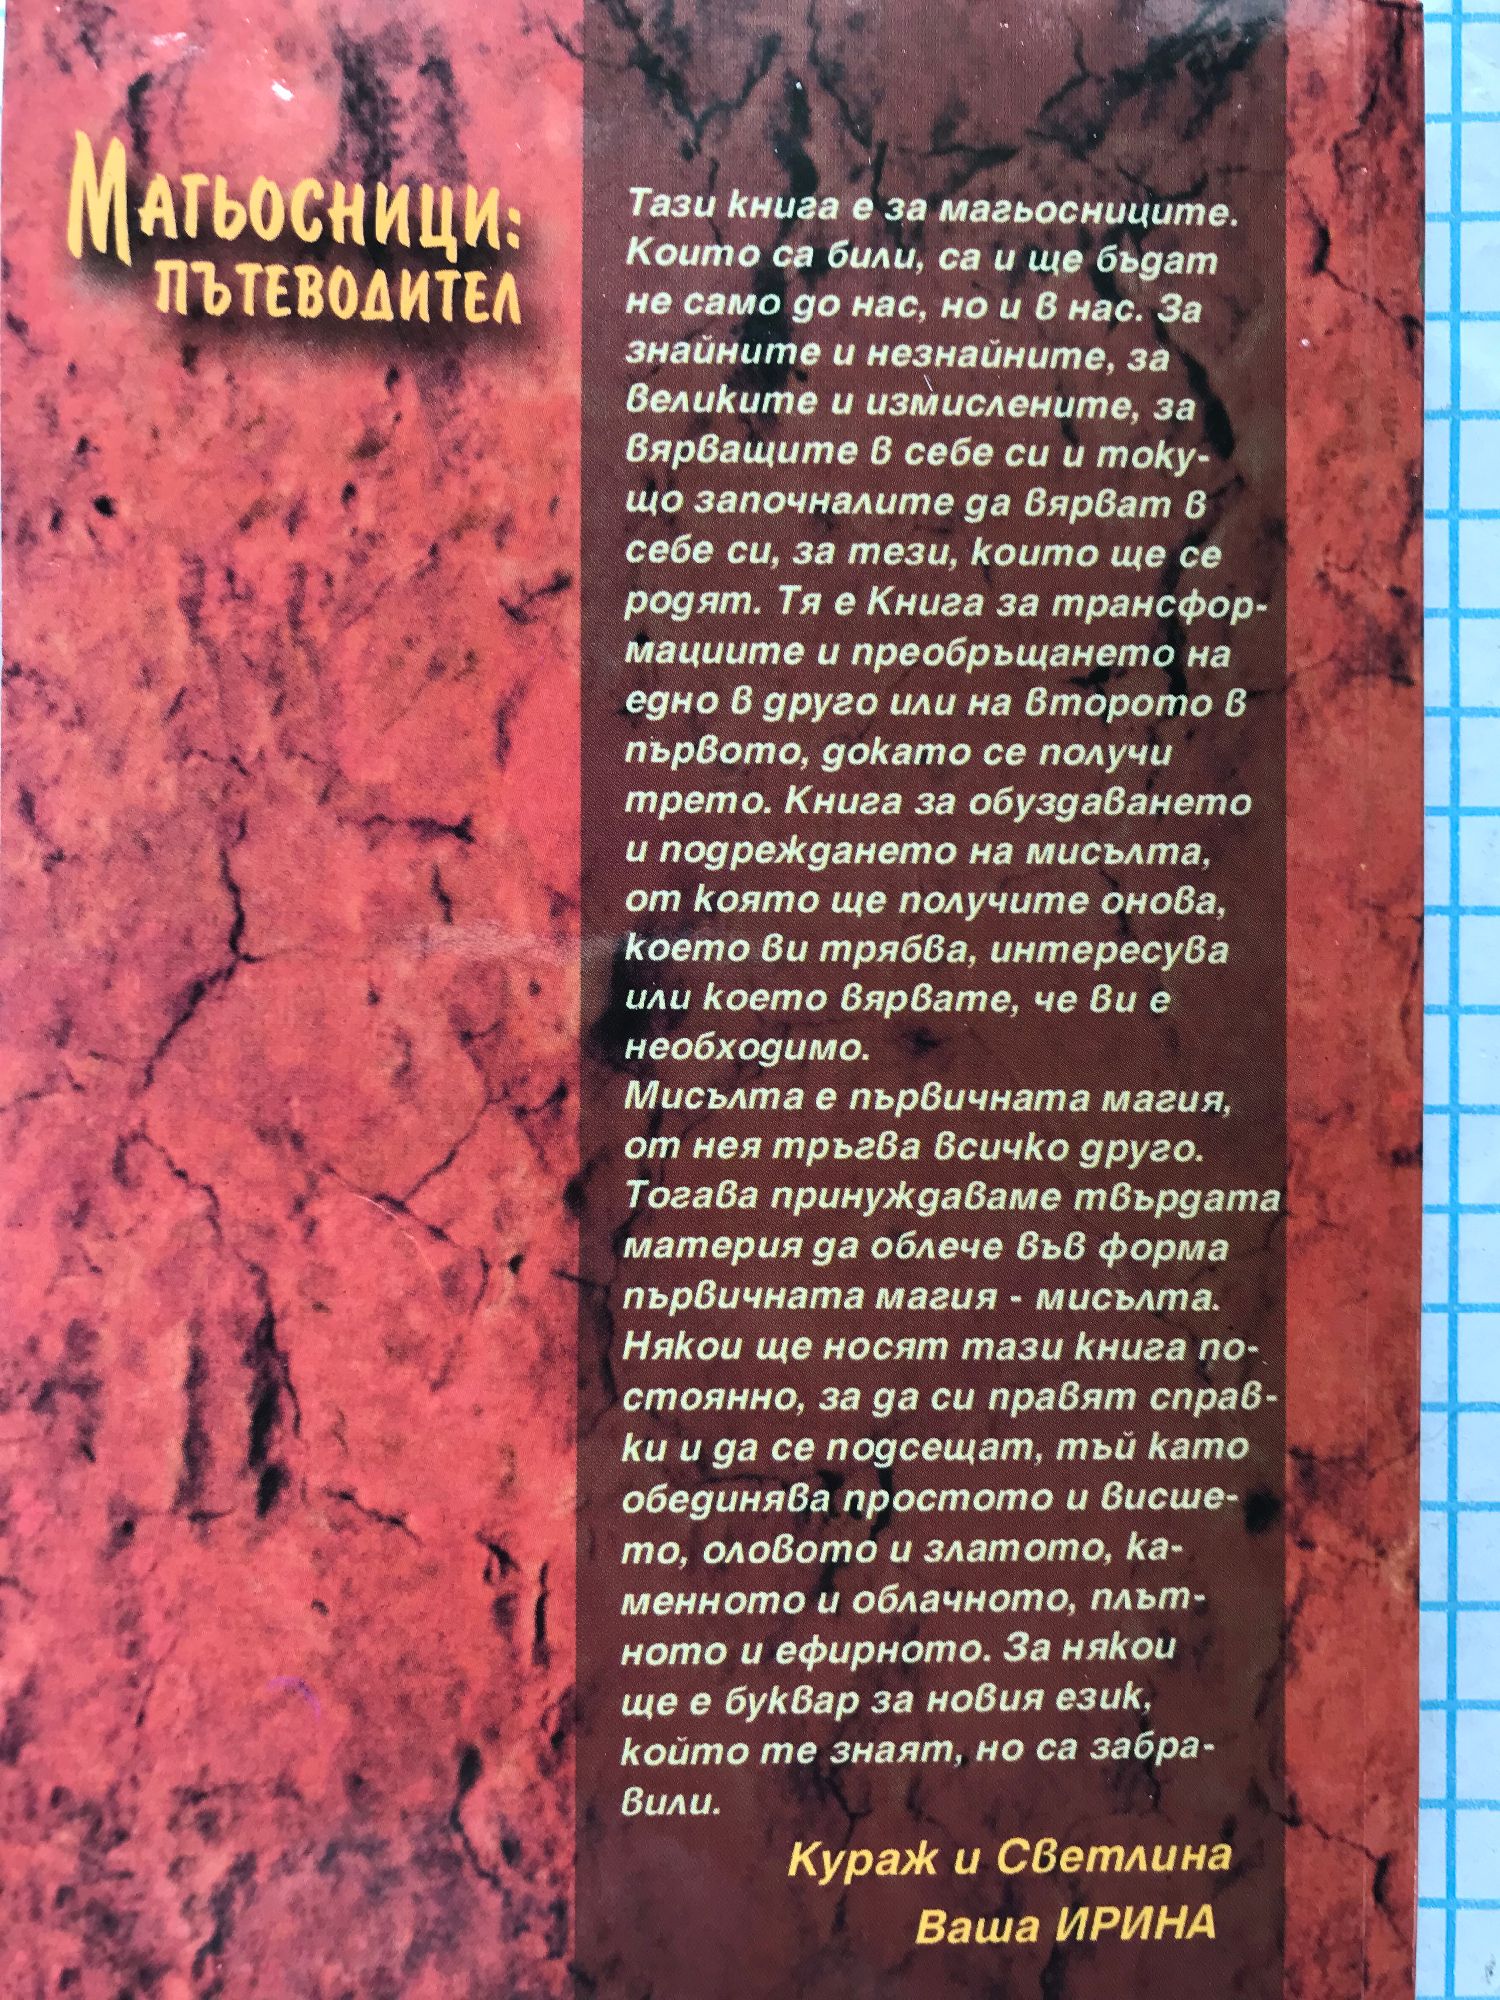 Магьосници:
пътеводител
Тази книга е за магьосниците.
Които са били, са и ще бъдат
не само до нас, но и в нас. За
знайните и незнайните, за
великите и измислените, за
вярващите в себе си и току-
що започналите да вярват в
себе си, за тези, които ще се
родят. Тя е Книга за трансфор-
мациите и преобръщането на
едно в друго или на второто в
първото, докато се получи
трето. Книга за обуздаването
и подреждането на мисълта,
от която ще получите онова,
което ви трябва, интересува
или което вярвате, че ви е
необходимо.
Мисълта е първичната магия,
от нея тръгва всичко друго.
Тогава принуждаваме твърдата
материя да облече във форма
първичната магия - мисълта.
Някои ще носят тази книга по-
стоянно, за да си правят справ-
ки и да се подсещат, тъй като
обединява простото и висше-
то, оловото и златото, ка-
менното и облачното, плът-
ното и ефирното. За някои
ще е буквар за новия език,
който те знаят, но са забра-
вили.
Кураж и Светлина
Ваша ИРИНА